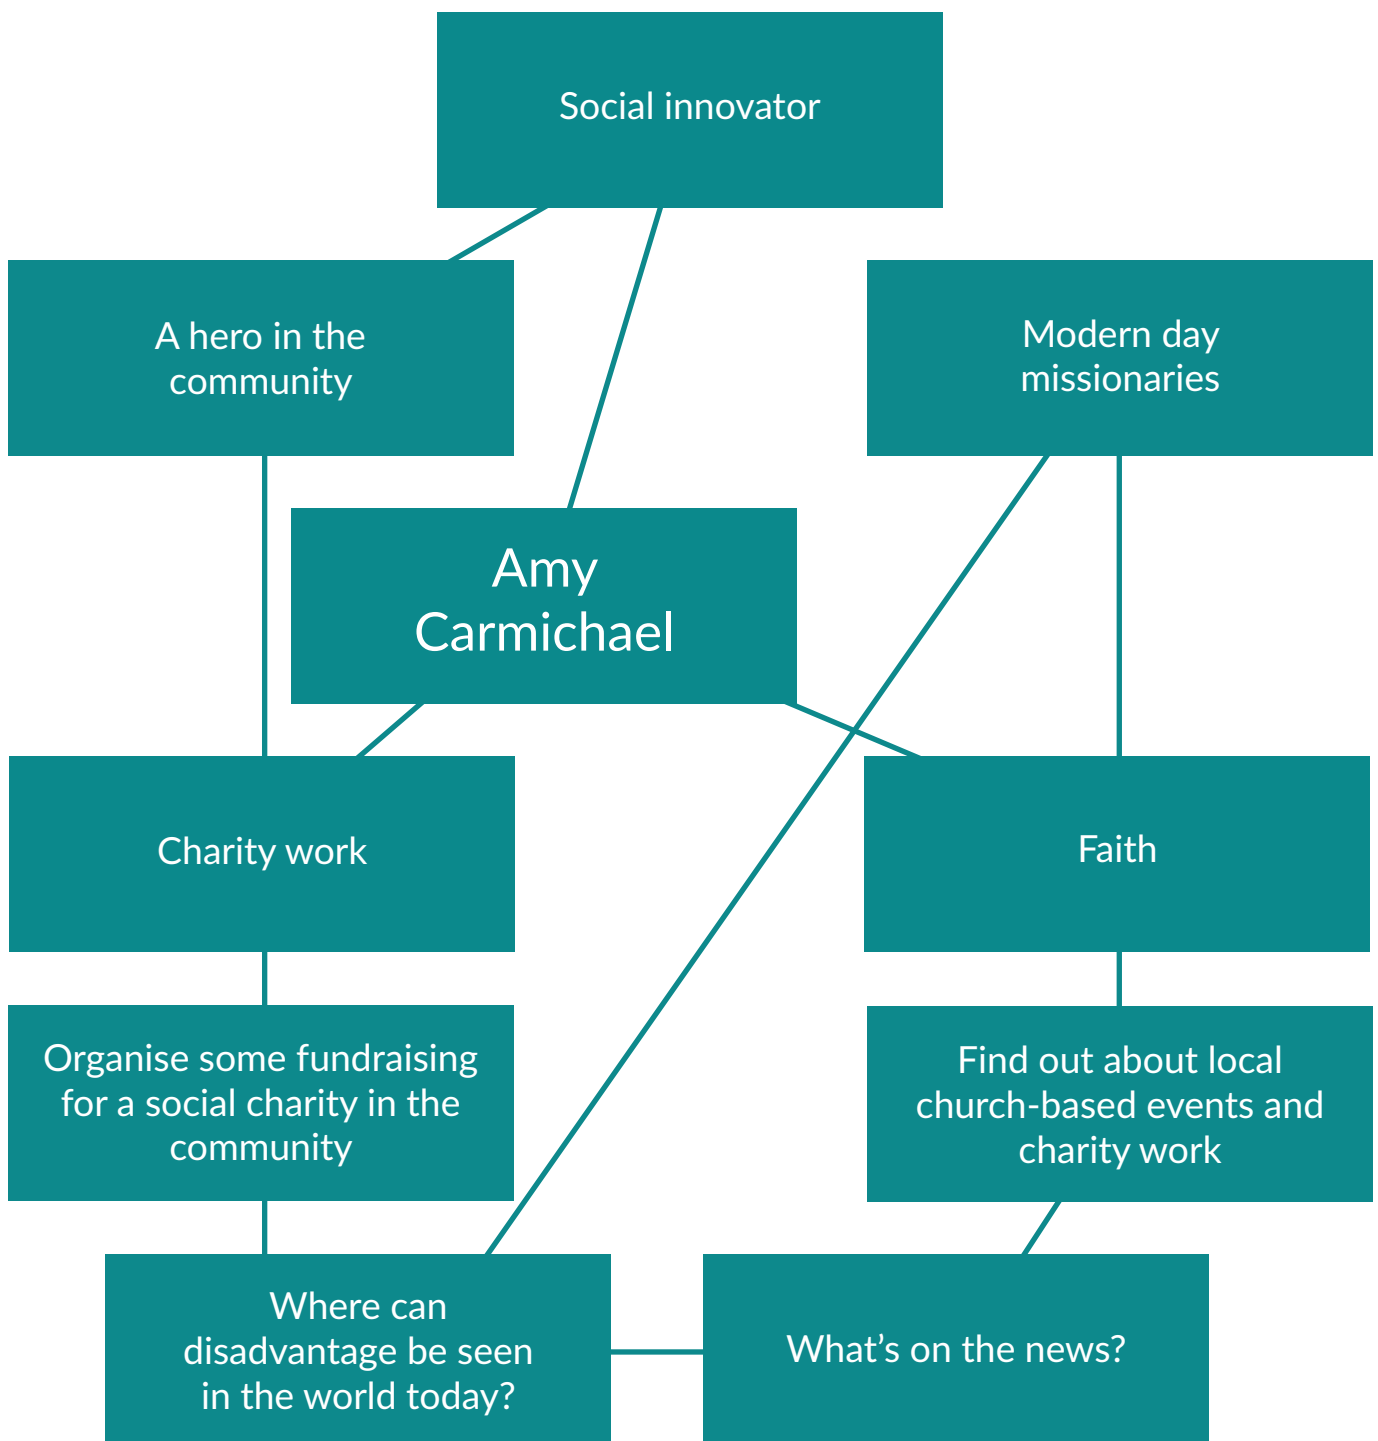 Social innovator
A hero in the
community
Modern day
missionaries
Amy
Carmichael
Charity work
Faith
Organise some fundraising
for a social charity in the
community
Find out about local
church-based events and
charity work
Where can
disadvantage be seen
in the world today?
What’s on the news?